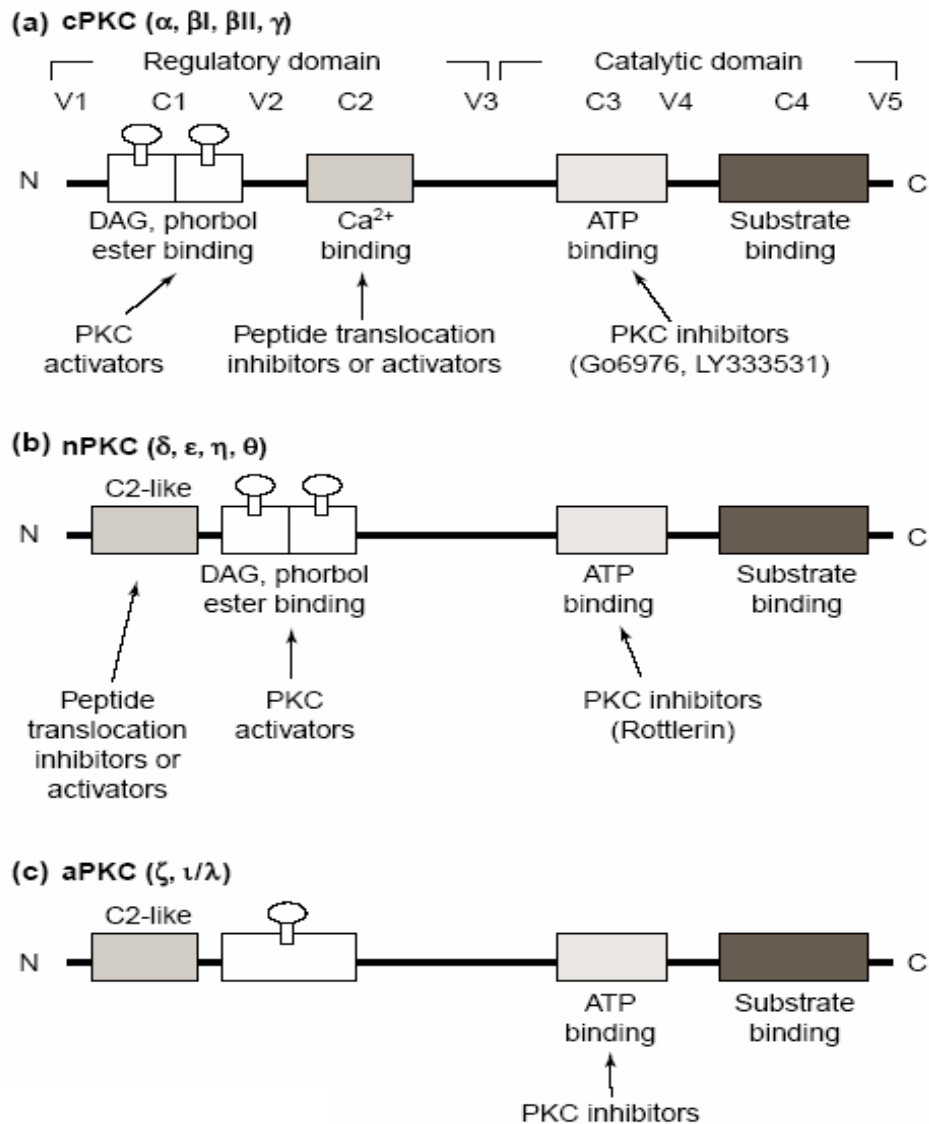 (a) cPKC (α, βI, βII, γ)
Regulatory domain Catalytic domain
V1 C1 V2 C2 V3 C3 V4 C4 V5
N C
DAG, phorbol
ester binding
Ca²⁺
binding
ATP
binding
Substrate
binding
PKC
activators
Peptide translocation
inhibitors or activators
PKC inhibitors
(Go6976, LY333531)
(b) nPKC (δ, ε, η, θ)
C2-like
N C
DAG, phorbol
ester binding
ATP
binding
Substrate
binding
Peptide
translocation
inhibitors or
activators
PKC
activators
PKC inhibitors
(Rottlerin)
(c) aPKC (ζ, ι/λ)
C2-like
N C
ATP
binding
Substrate
binding
PKC inhibitors